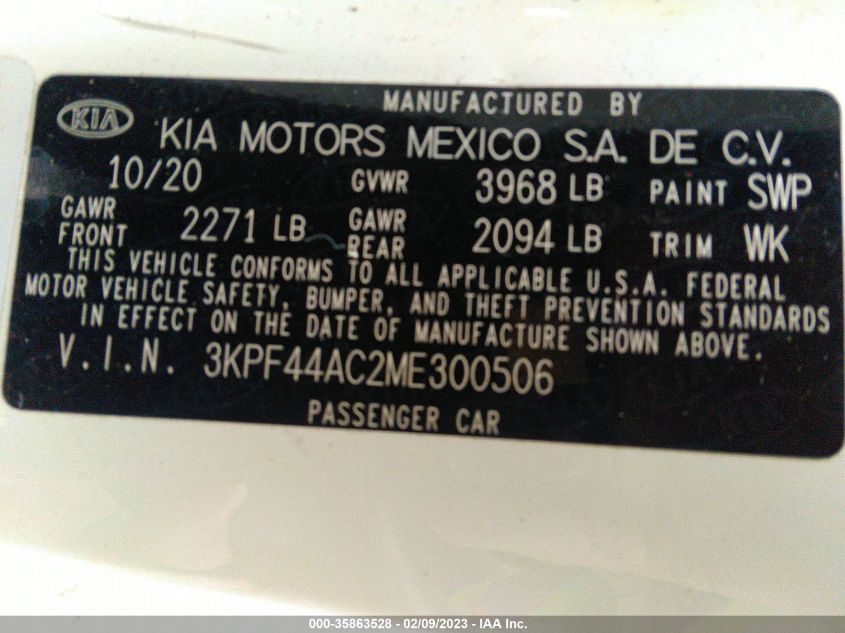 MANUFACTURED BY
KIA KIA MOTORS MEXICO S.A. DE C.V.
10/20 GVWR 3968 LB PAINT SWP
GAWR FRONT 2271 LB GAWR REAR 2094 LB TRIM WK
THIS VEHICLE CONFORMS TO ALL APPLICABLE U.S.A. FEDERAL
MOTOR VEHICLE SAFETY, BUMPER, AND THEFT PREVENTION STANDARDS
IN EFFECT ON THE DATE OF MANUFACTURE SHOWN ABOVE.
V.I.N. 3KPF44AC2ME300506
PASSENGER CAR
000-35863528 - 02/09/2023 - IAA Inc.